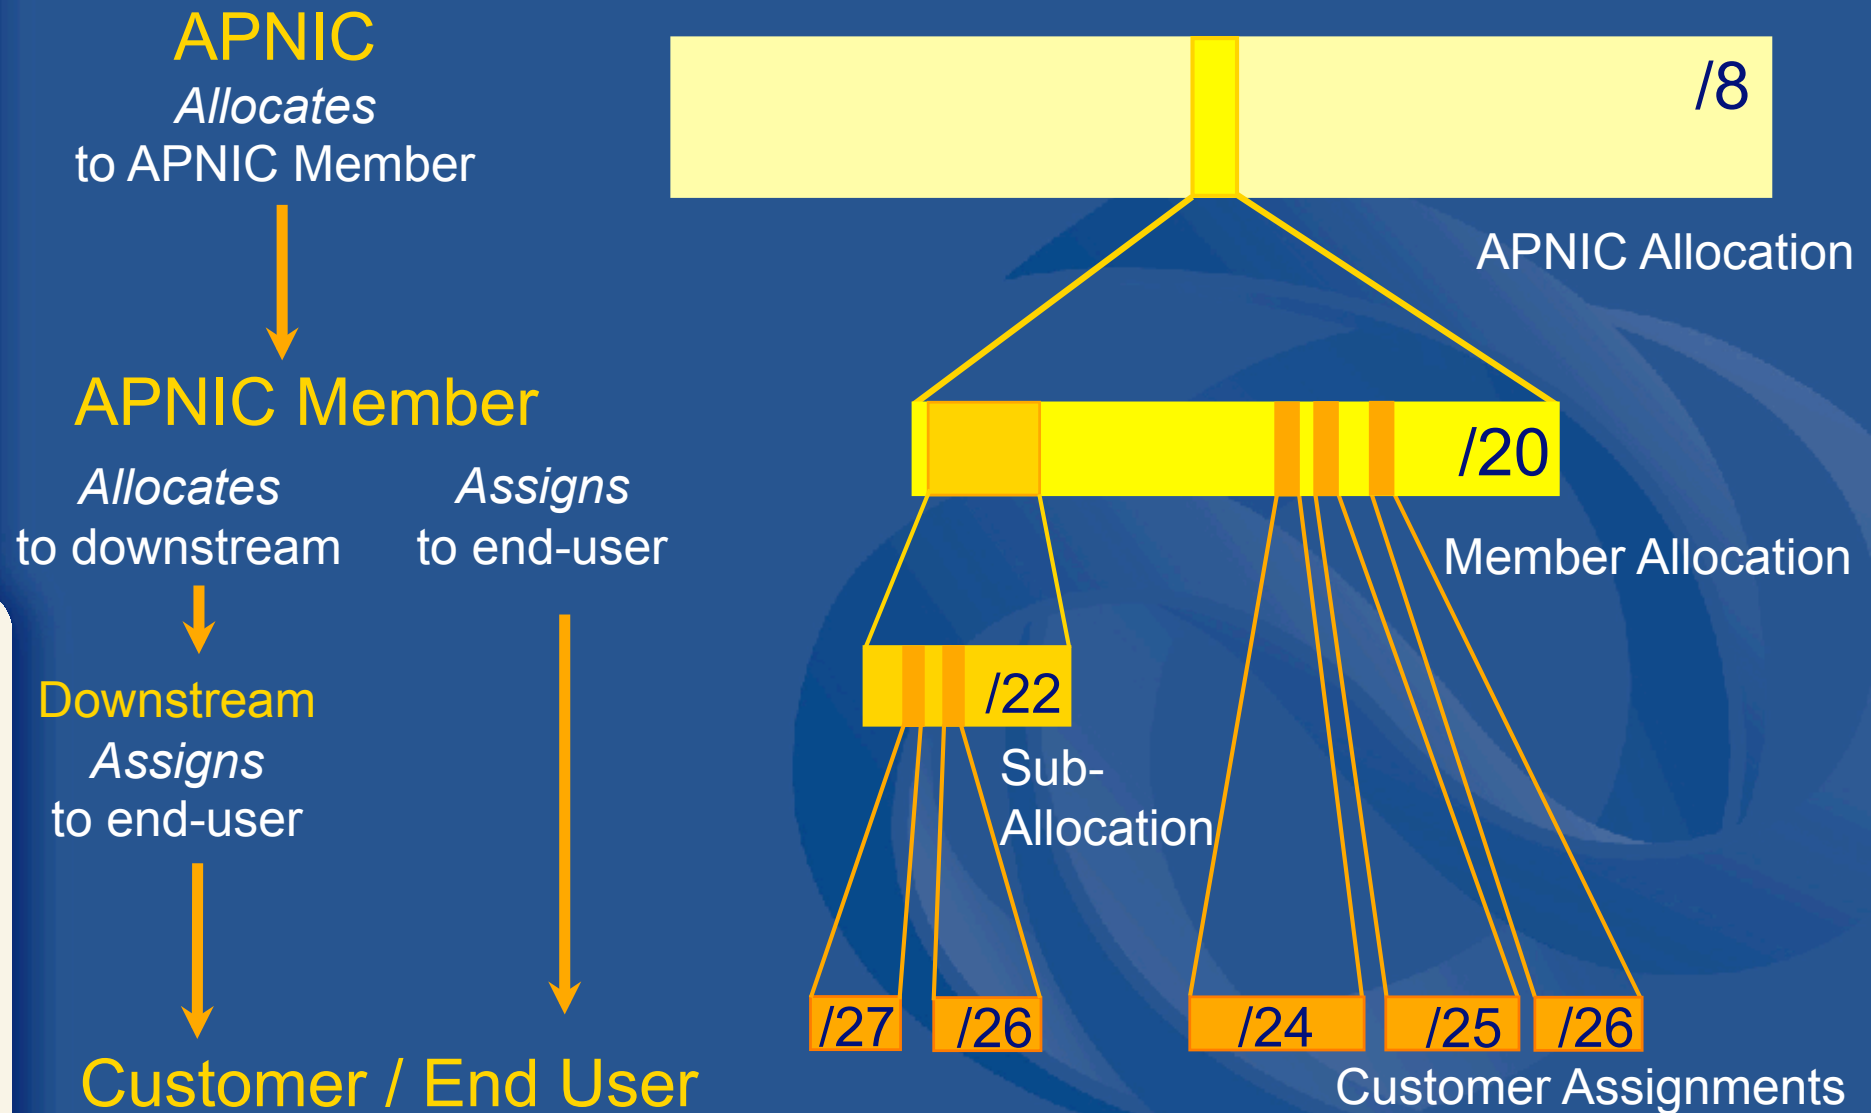 APNIC
Allocates
to APNIC Member
/8
APNIC Allocation
APNIC Member
/20
Allocates
to downstream
Assigns
to end-user
Member Allocation
Downstream
Assigns
to end-user
/22
Sub-
Allocation
/27
/26
/24
/25
/26
Customer / End User
Customer Assignments